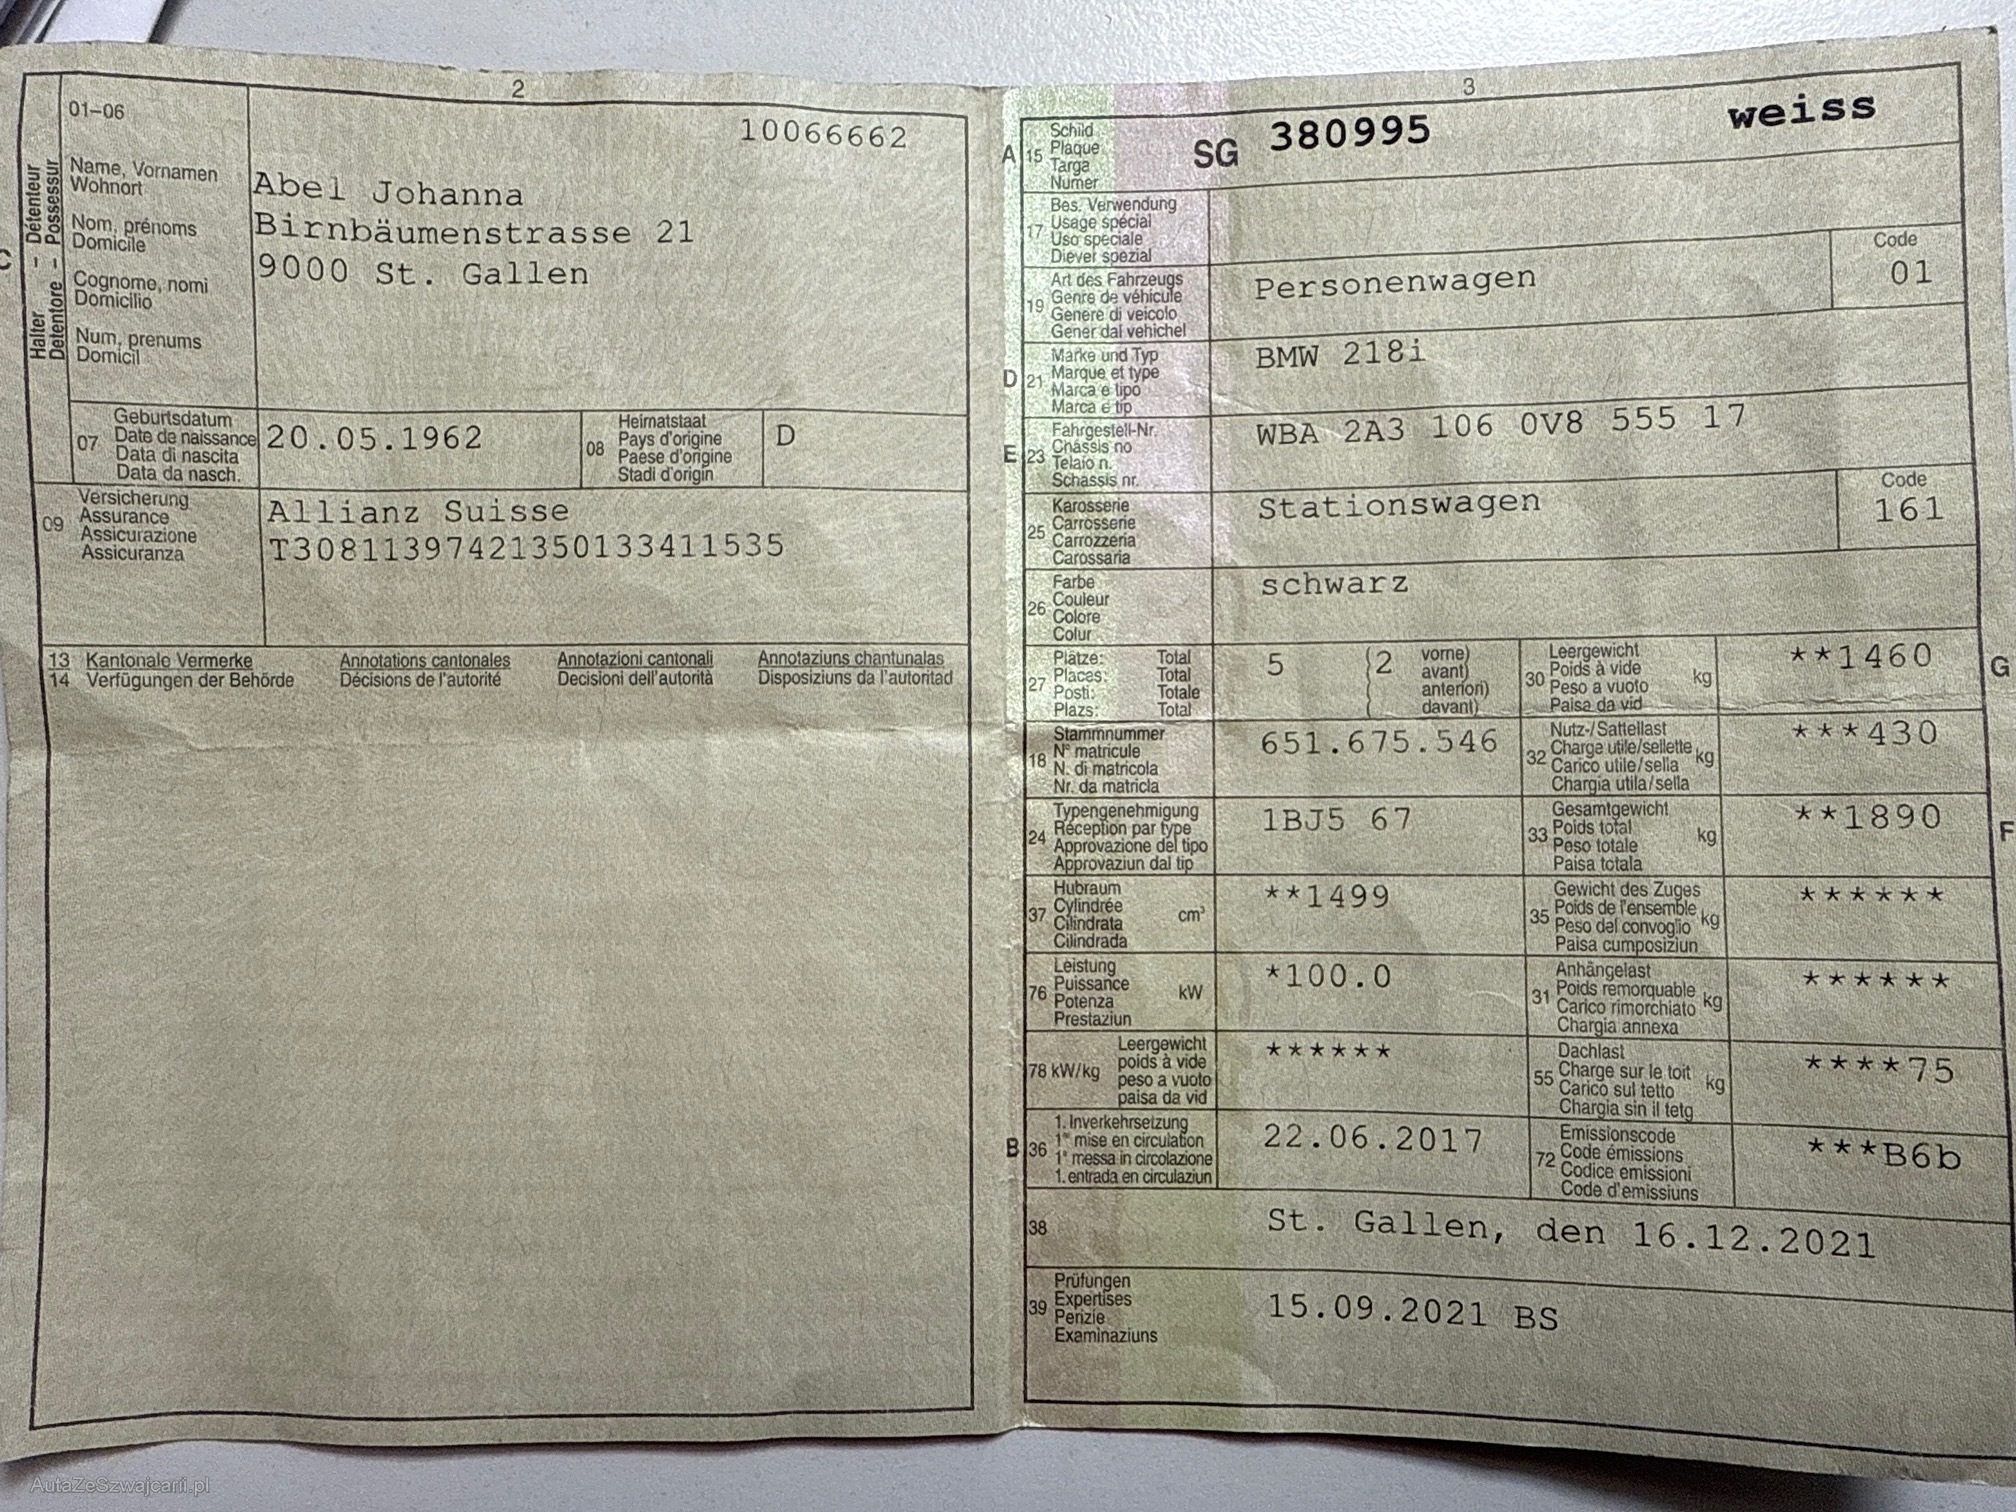 2
01–06
10066662
C
Halter – Détenteur
Detentore – Possessur
Name, Vornamen
Wohnort
Nom, prénoms
Domicile
Cognome, nomi
Domicilio
Num, prenums
Domicil
Abel Johanna
Birnbäumenstrasse 21
9000 St. Gallen
07
Geburtsdatum
Date de naissance
Data di nascita
Data da nasch.
20.05.1962
08
Heimatstaat
Pays d'origine
Paese d'origine
Stadi d'origin
D
09
Versicherung
Assurance
Assicurazione
Assicuranza
Allianz Suisse
T30811397421350133411535
13 Kantonale Vermerke Annotations cantonales Annotazioni cantonali Annotaziuns chantunalas
14 Verfügungen der Behörde Décisions de l'autorité Decisioni dell'autorità Disposiziuns da l'autoritad
3
A 15
Schild
Plaque
Targa
Numer
SG 380995 weiss
17
Bes. Verwendung
Usage spécial
Uso speciale
Diever spezial
19
Art des Fahrzeugs
Genre de véhicule
Genere di veicolo
Gener dal vehichel
Personenwagen
Code
01
D 21
Marke und Typ
Marque et type
Marca e tipo
Marca e tip
BMW 218i
E 23
Fahrgestell-Nr.
Châssis no
Telaio n.
Schassis nr.
WBA 2A3 106 0V8 555 17
25
Karosserie
Carrosserie
Carrozzeria
Carossaria
Stationswagen
Code
161
26
Farbe
Couleur
Colore
Colur
schwarz
27
Plätze: Total
Places: Total
Posti: Totale
Plazs: Total
5 (2
vorne)
avant)
anteriori)
davant)
30
Leergewicht
Poids à vide
Peso a vuoto
Paisa da vid
kg
**1460
G
18
Stammnummer
N° matricule
N. di matricola
Nr. da matricla
651.675.546
32
Nutz-/Sattellast
Charge utile/sellette
Carico utile/sella
Chargia utila/sella
kg
***430
24
Typengenehmigung
Réception par type
Approvazione del tipo
Approvaziun dal tip
1BJ5 67
33
Gesamtgewicht
Poids total
Peso totale
Paisa totala
kg
**1890
F
37
Hubraum
Cylindrée
Cilindrata
Cilindrada
cm³
**1499
35
Gewicht des Zuges
Poids de l'ensemble
Peso del convoglio
Paisa cumposiziun
kg
******
76
Leistung
Puissance
Potenza
Prestaziun
kW
*100.0
31
Anhängelast
Poids remorquable
Carico rimorchiato
Chargia annexa
kg
******
78 kW/kg
Leergewicht
poids à vide
peso a vuoto
paisa da vid
******
55
Dachlast
Charge sur le toit
Carico sul tetto
Chargia sin il tetg
kg
****75
B 36
1. Inverkehrsetzung
1re mise en circulation
1a messa in circolazione
1. entrada en circulaziun
22.06.2017
72
Emissionscode
Code émissions
Codice emissioni
Code d'emissiuns
***B6b
38
St. Gallen, den 16.12.2021
39
Prüfungen
Expertises
Perizie
Examinaziuns
15.09.2021 BS
AutaZeSzwajcarii.pl